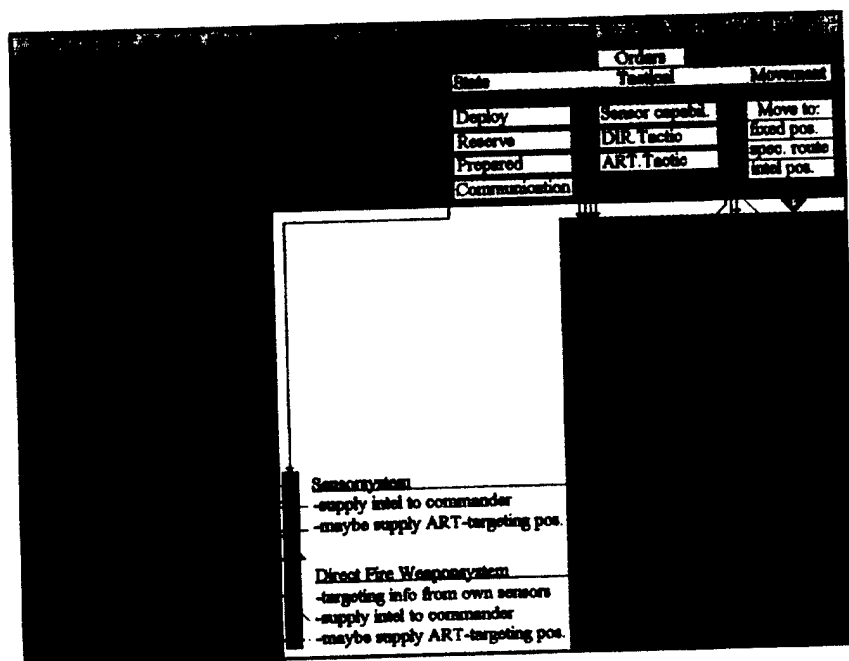 Orders
State Tactical Movement
Deploy
Reserve
Prepared
Communication
Sensor capabil.
DIR.Tactic
ART.Tactic
Move to:
fixed pos.
spec. route
intel pos.
Sensorsystem
-supply intel to commander
-maybe supply ART-targeting pos.
Direct Fire Weaponsystem
-targeting info from own sensors
-supply intel to commander
-maybe supply ART-targeting pos.